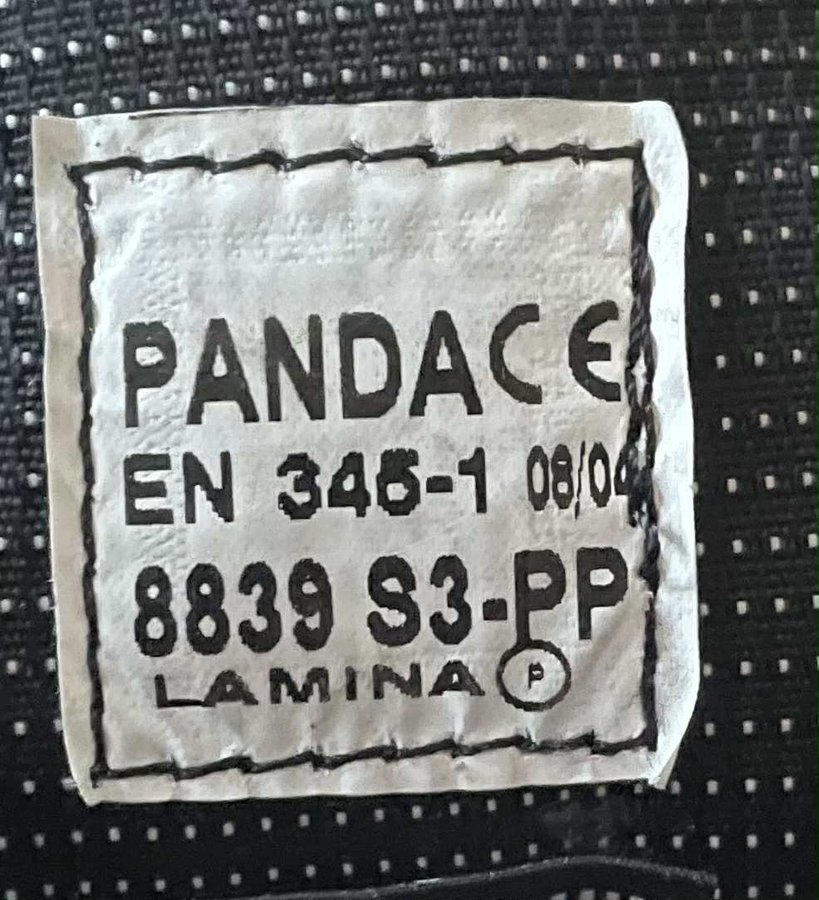 PANDA CE
EN 345-1 08/04
8839 S3-PP
LAMINA P